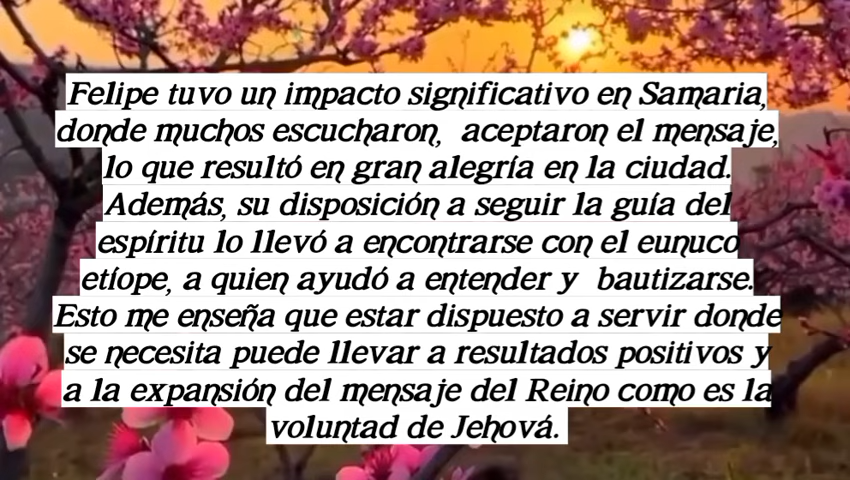 Felipe tuvo un impacto significativo en Samaria,
donde muchos escucharon, aceptaron el mensaje,
lo que resultó en gran alegría en la ciudad.
Además, su disposición a seguir la guía del
espíritu lo llevó a encontrarse con el eunuco
etíope, a quien ayudó a entender y bautizarse.
Esto me enseña que estar dispuesto a servir donde
se necesita puede llevar a resultados positivos y
a la expansión del mensaje del Reino como es la
voluntad de Jehová.